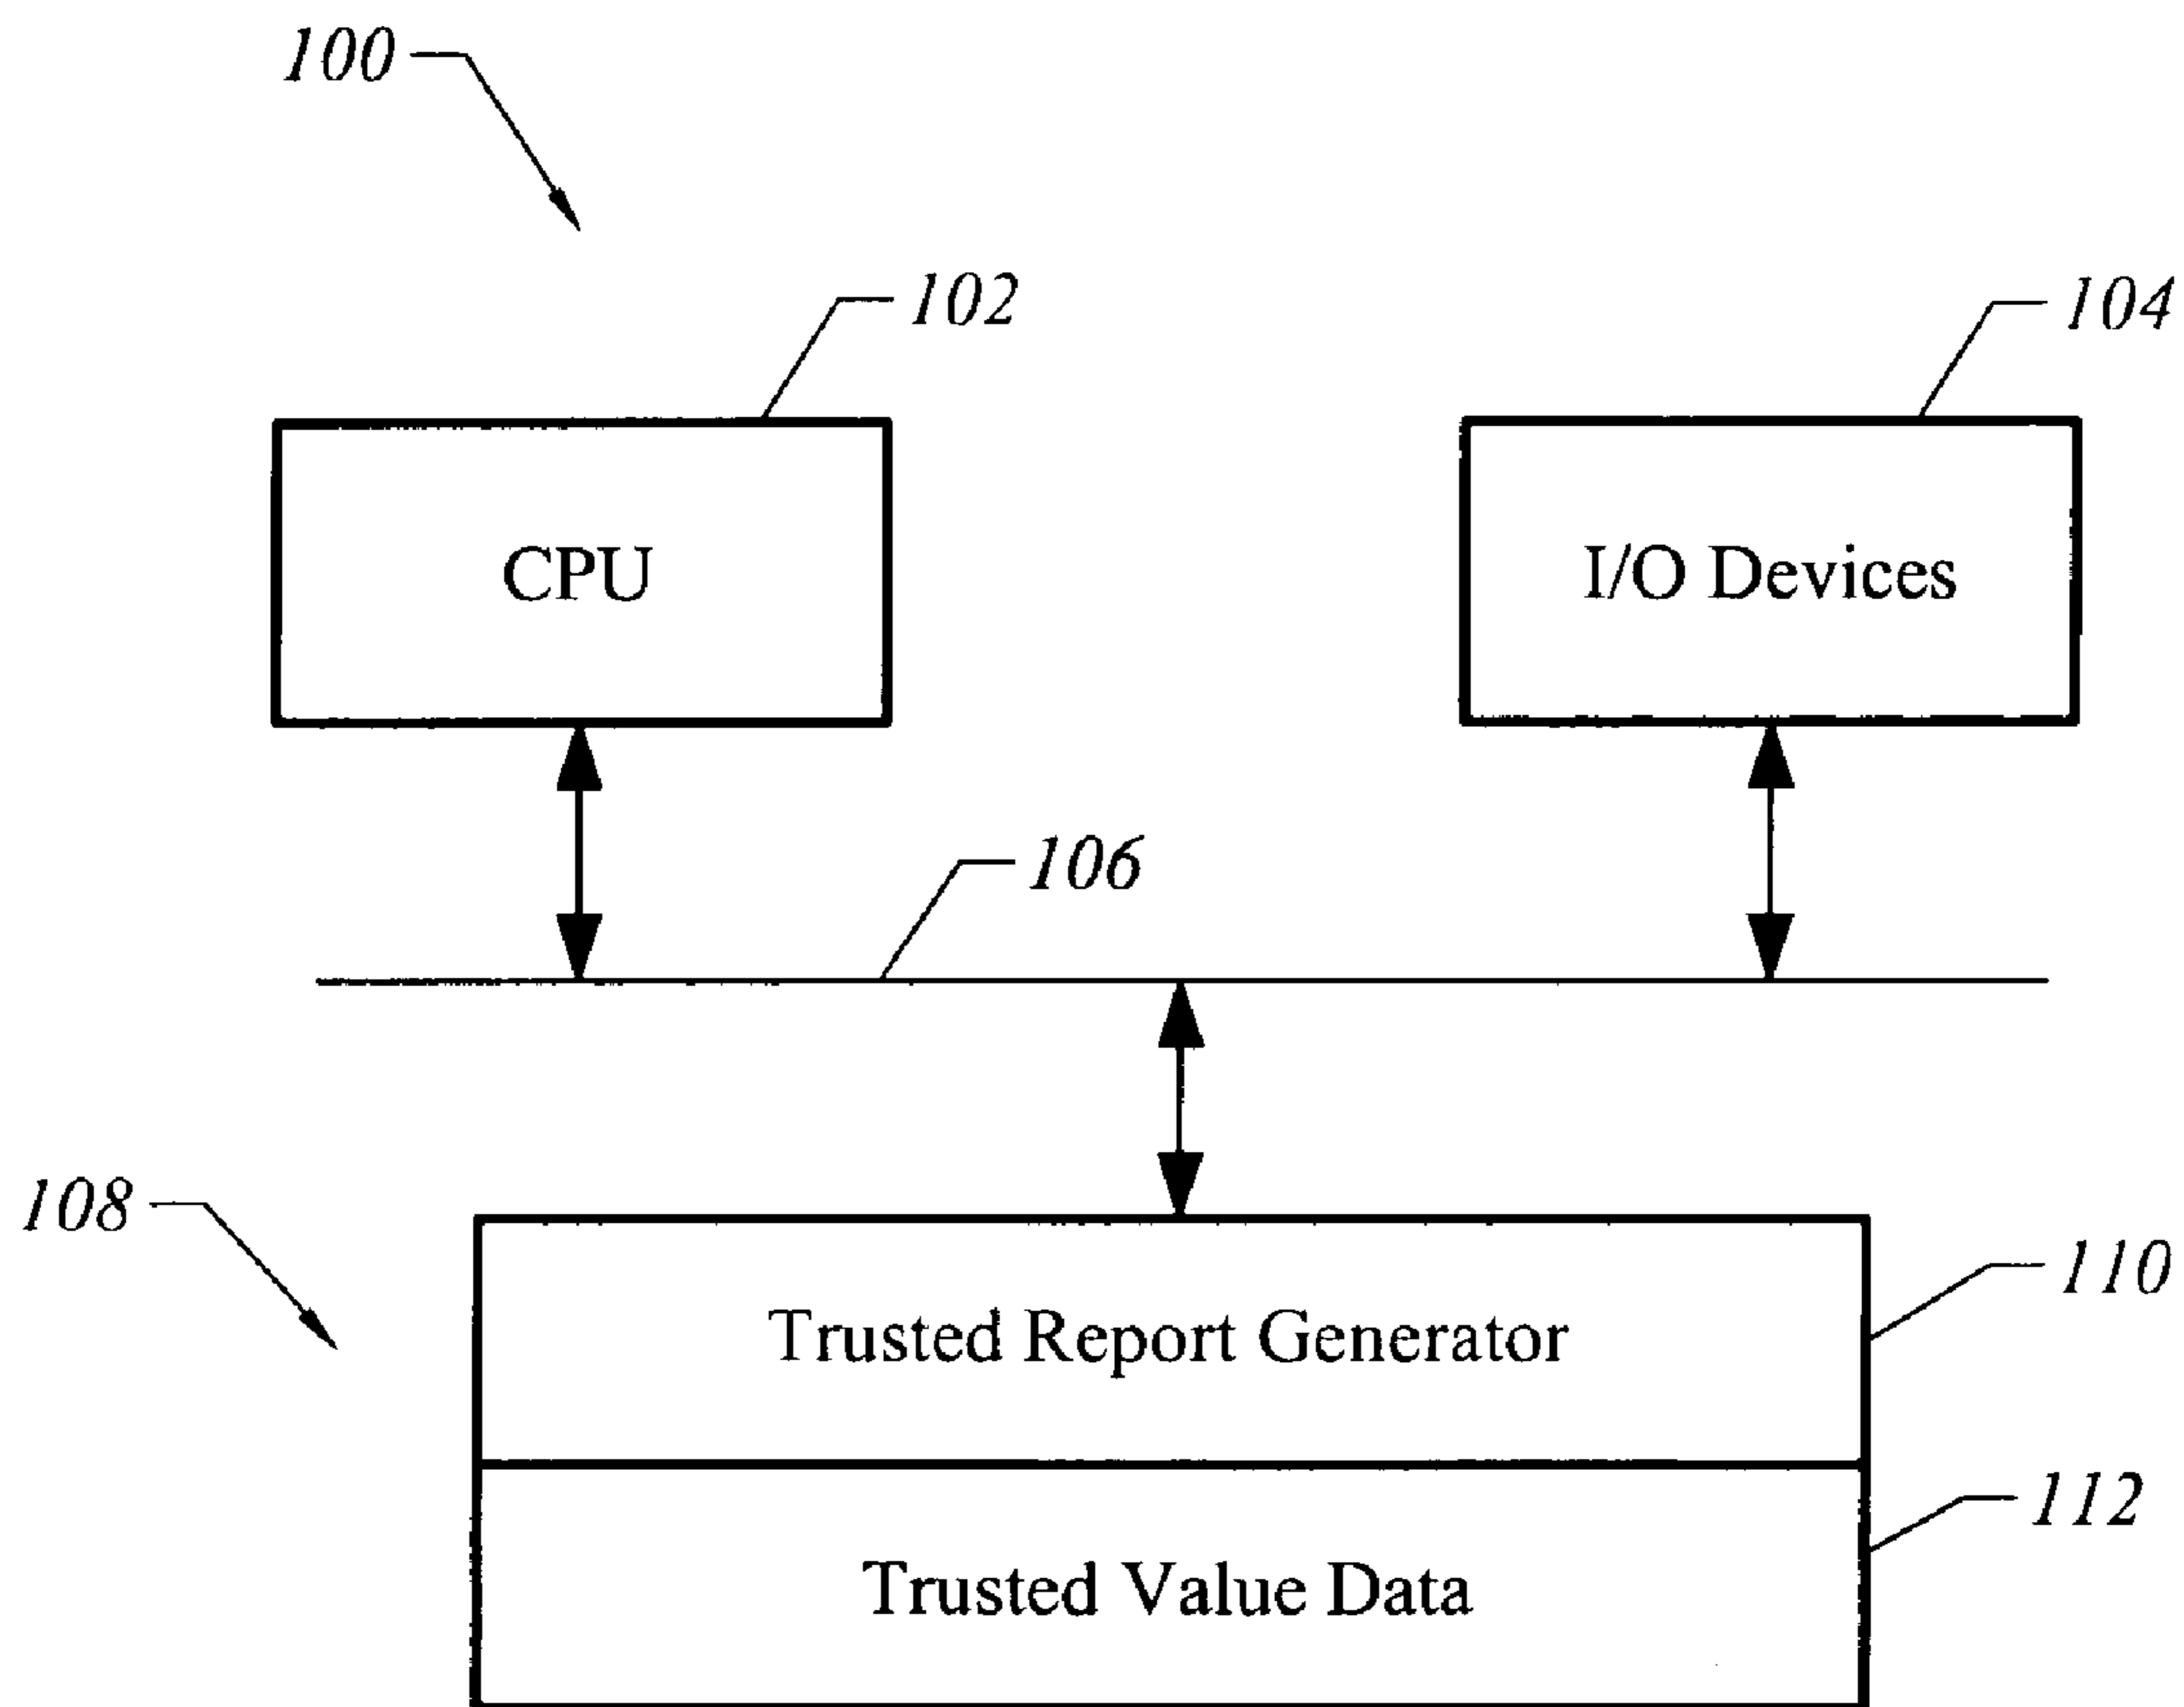 100
102
104
CPU
I/O Devices
106
108
110
Trusted Report Generator
112
Trusted Value Data